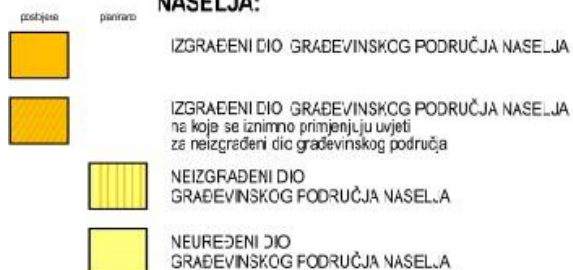 NASELJA:
postojeće planirano
IZGRAĐENI DIO GRAĐEVINSKOG PODRUČJA NASELJA
IZGRAĐENI DIO GRAĐEVINSKOG PODRUČJA NASELJA
na koje se iznimno primjenjuju uvjeti
za neizgrađeni dio građevinskog područja
NEIZGRAĐENI DIO
GRAĐEVINSKOG PODRUČJA NASELJA
NEUREĐENI DIO
GRAĐEVINSKOG PODRUČJA NASELJA